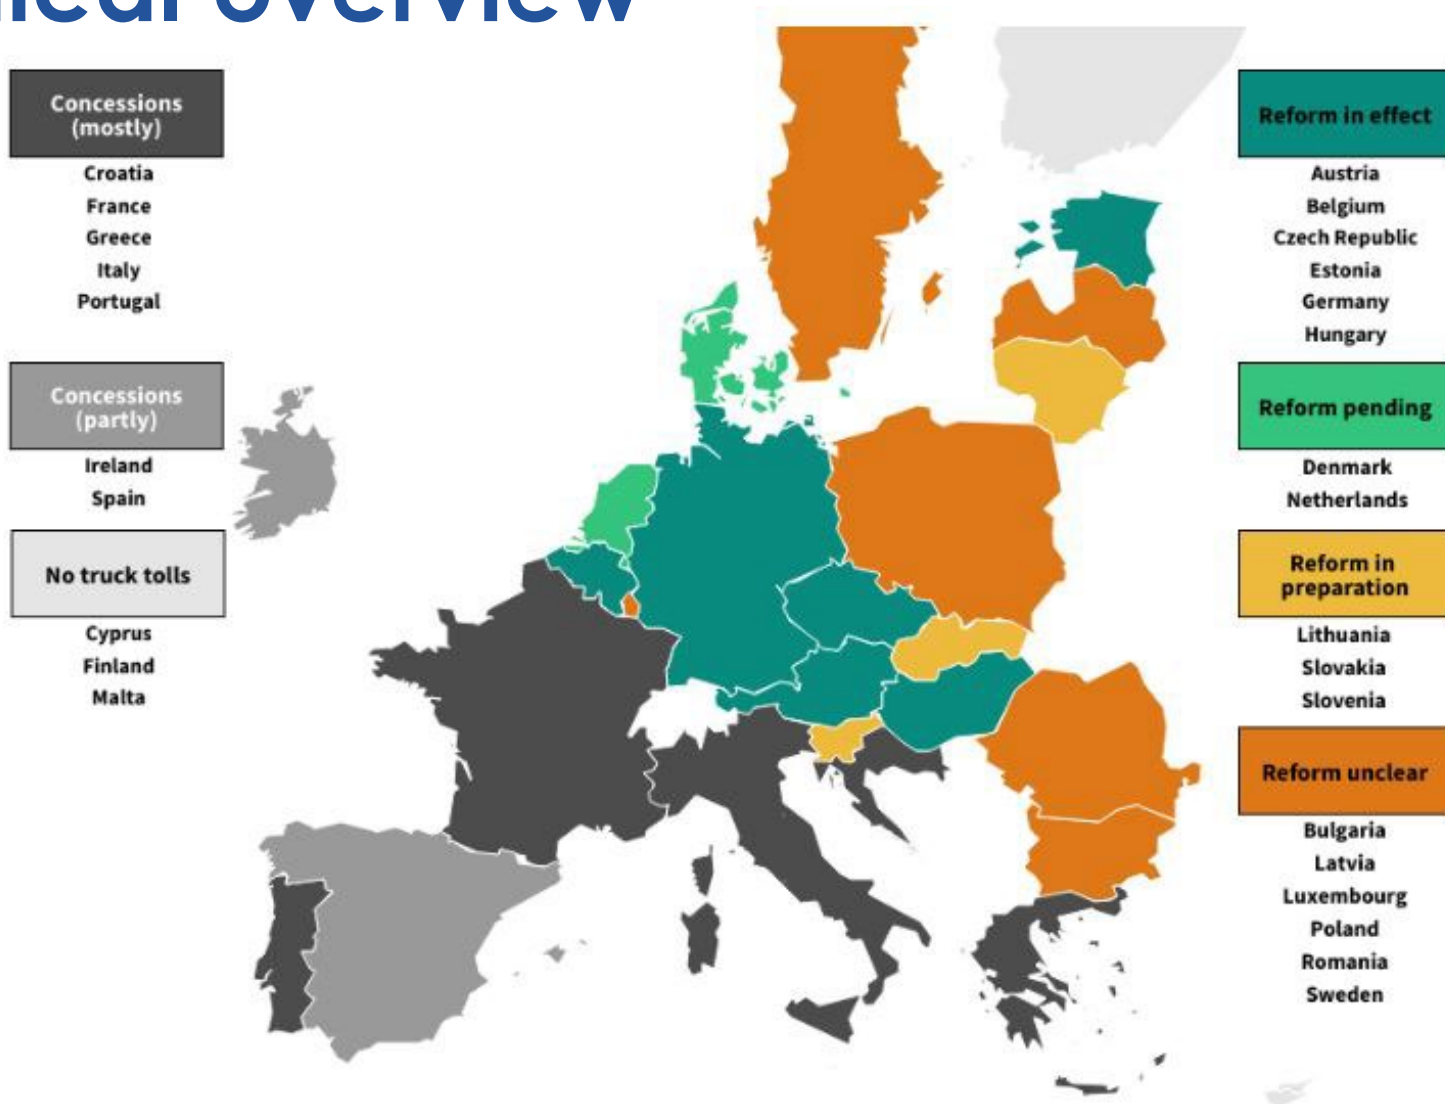 overview
Concessions
(mostly)
Croatia
France
Greece
Italy
Portugal
Concessions
(partly)
Ireland
Spain
No truck tolls
Cyprus
Finland
Malta
Reform in effect
Austria
Belgium
Czech Republic
Estonia
Germany
Hungary
Reform pending
Denmark
Netherlands
Reform in
preparation
Lithuania
Slovakia
Slovenia
Reform unclear
Bulgaria
Latvia
Luxembourg
Poland
Romania
Sweden